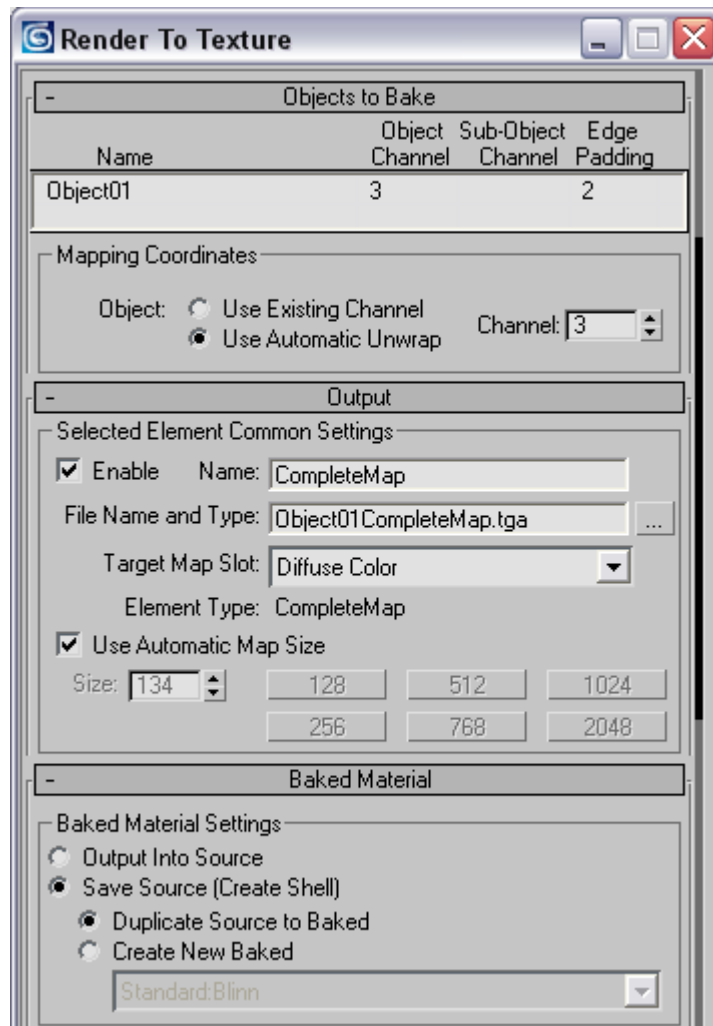 Render To Texture
- Objects to Bake
Object Sub-Object Edge
Name Channel Channel Padding
Object01 3 2
Mapping Coordinates
Object: Use Existing Channel
Use Automatic Unwrap
Channel: 3
- Output
Selected Element Common Settings
Enable Name: CompleteMap
File Name and Type: Object01CompleteMap.tga ...
Target Map Slot: Diffuse Color
Element Type: CompleteMap
Use Automatic Map Size
Size: 134 128 512 1024
256 768 2048
- Baked Material
Baked Material Settings
Output Into Source
Save Source (Create Shell)
Duplicate Source to Baked
Create New Baked
Standard:Blinn